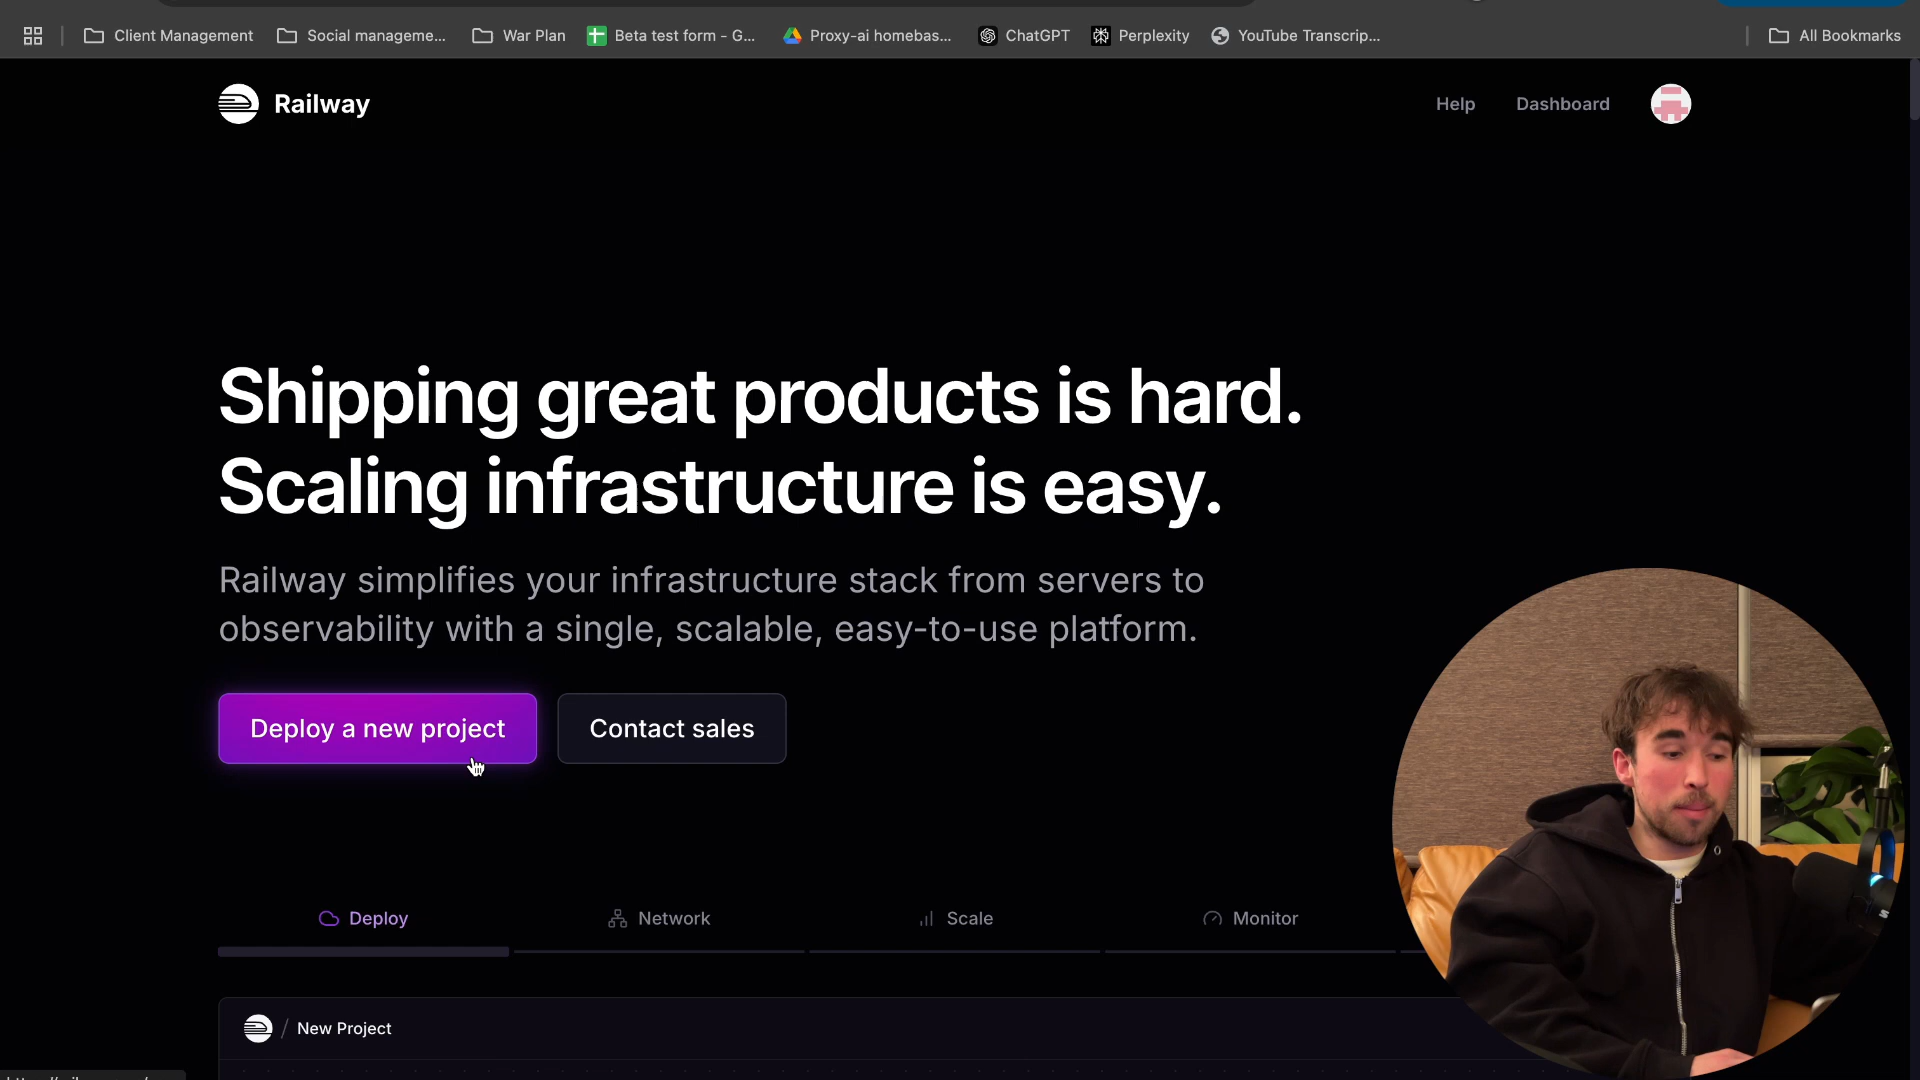 Client Management
Social manageme...
War Plan
Beta test form - G...
Proxy-ai homebas...
ChatGPT
Perplexity
YouTube Transcrip...
All Bookmarks
Railway
Help
Dashboard
Shipping great products is hard.
Scaling infrastructure is easy.
Railway simplifies your infrastructure stack from servers to
observability with a single, scalable, easy-to-use platform.
Deploy a new project
Contact sales
Deploy
Network
Scale
Monitor
/ New Project